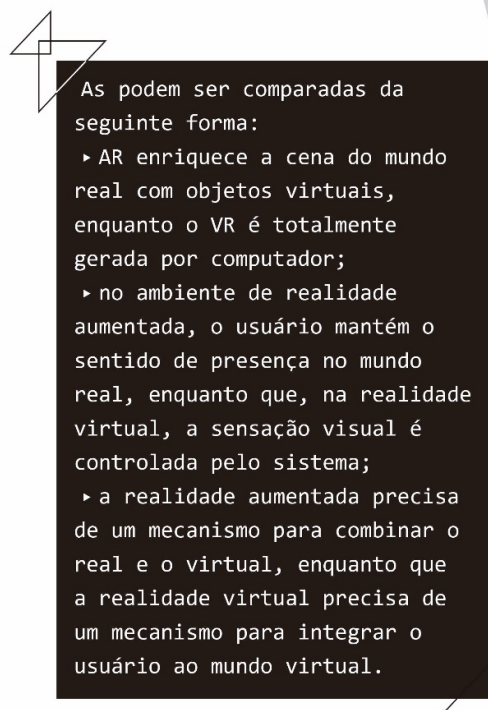 As podem ser comparadas da
seguinte forma:
▸ AR enriquece a cena do mundo
real com objetos virtuais,
enquanto o VR é totalmente
gerada por computador;
▸ no ambiente de realidade
aumentada, o usuário mantém o
sentido de presença no mundo
real, enquanto que, na realidade
virtual, a sensação visual é
controlada pelo sistema;
▸ a realidade aumentada precisa
de um mecanismo para combinar o
real e o virtual, enquanto que
a realidade virtual precisa de
um mecanismo para integrar o
usuário ao mundo virtual.